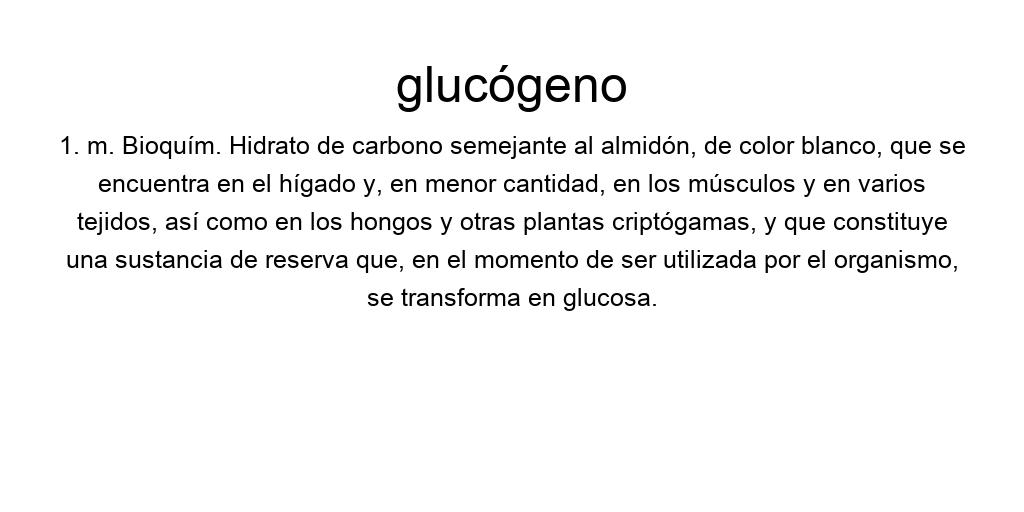 glucógeno
1. m. Bioquím. Hidrato de carbono semejante al almidón, de color blanco, que se
encuentra en el hígado y, en menor cantidad, en los músculos y en varios
tejidos, así como en los hongos y otras plantas criptógamas, y que constituye
una sustancia de reserva que, en el momento de ser utilizada por el organismo,
se transforma en glucosa.